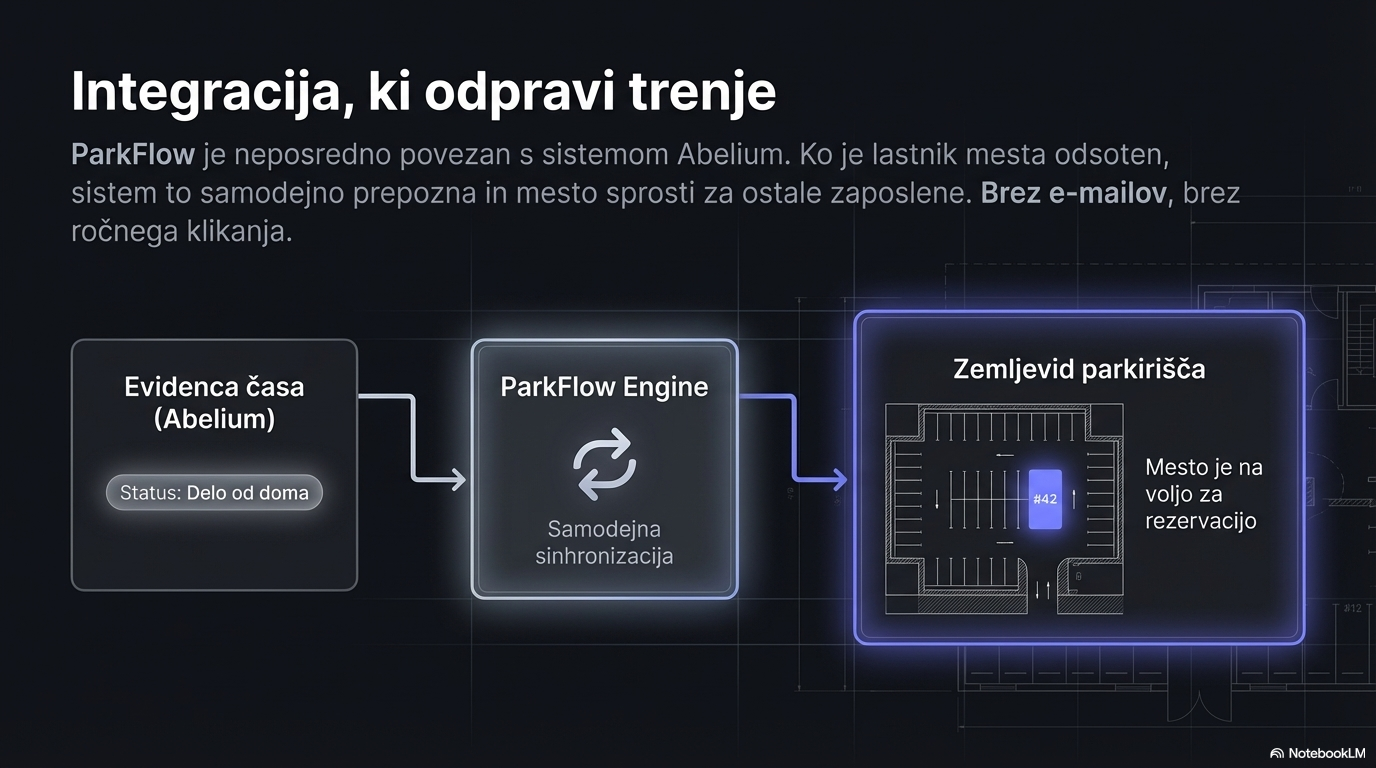 Integracija, ki odpravi trenje
ParkFlow je neposredno povezan s sistemom Abelium. Ko je lastnik mesta odsoten,
sistem to samodejno prepozna in mesto sprosti za ostale zaposlene. Brez e-mailov, brez
ročnega klikanja.
Evidenca časa
(Abelium)
Status: Delo od doma
ParkFlow Engine
Samodejna
sinhronizacija
Zemljevid parkirišča
#42
Mesto je na
voljo za
rezervacijo
#12
NotebookLM